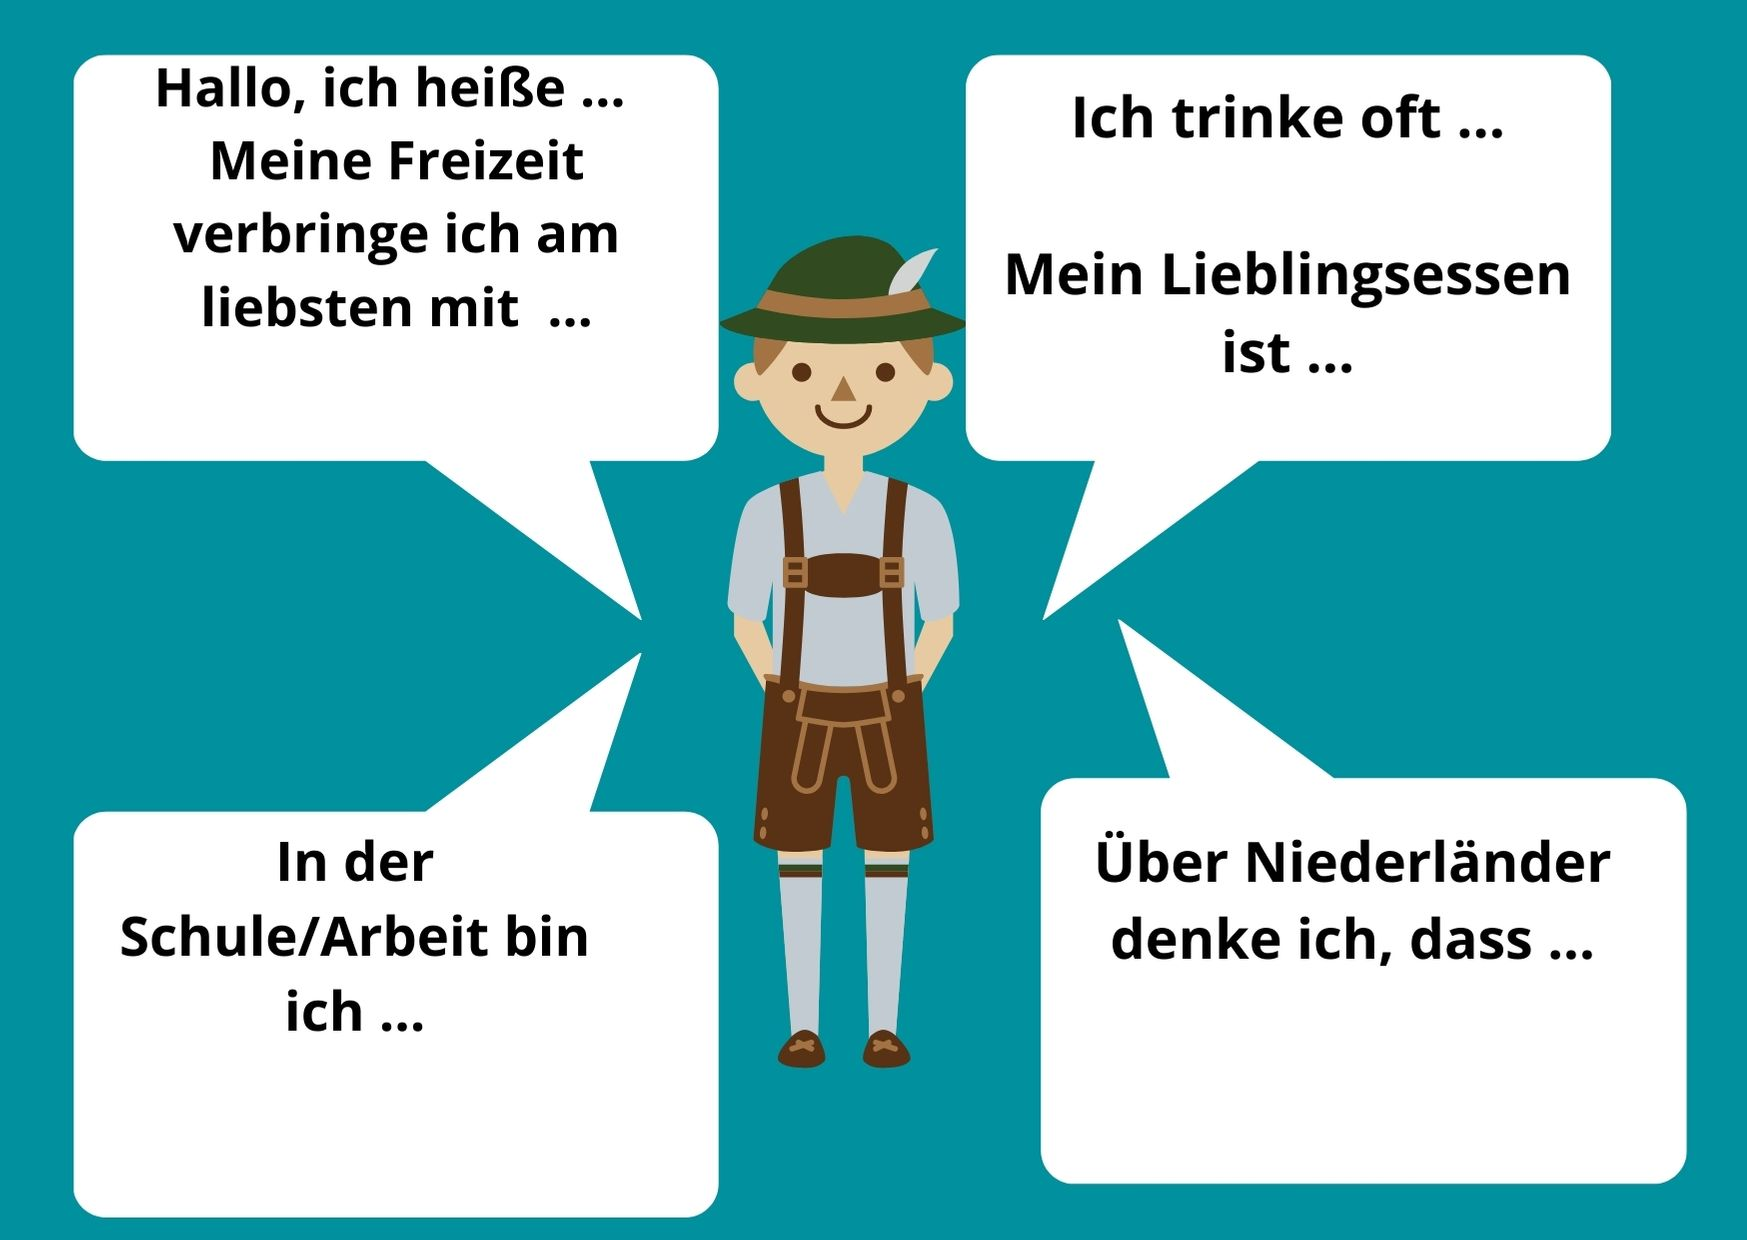 Hallo, ich heiße ...
Meine Freizeit
verbringe ich am
liebsten mit  ...
Ich trinke oft ...
Mein Lieblingsessen
ist ...
In der
Schule/Arbeit bin
ich ...
Über Niederländer
denke ich, dass ...